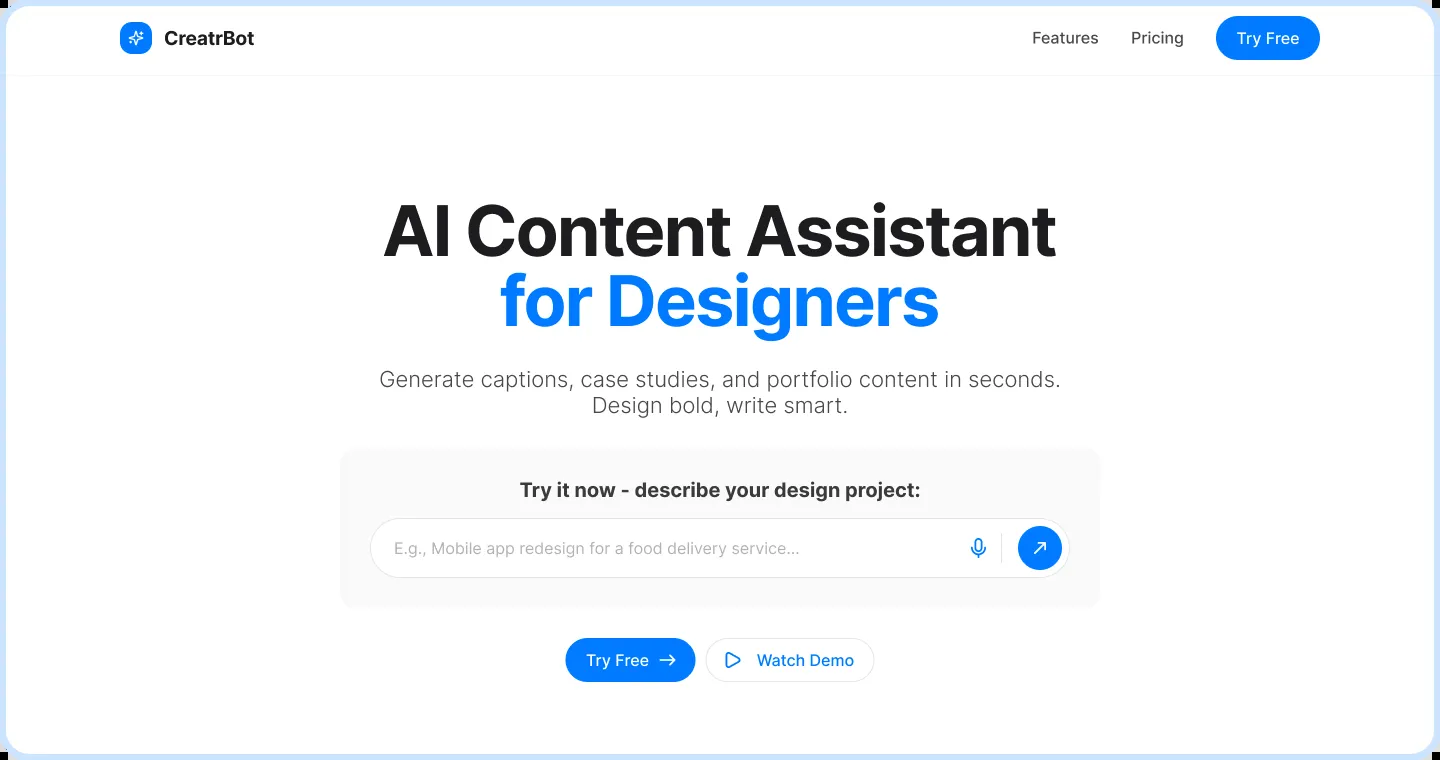 CreatrBot
Features
Pricing
Try Free
AI Content Assistant
for Designers
Generate captions, case studies, and portfolio content in seconds.
Design bold, write smart.
Try it now - describe your design project:
E.g., Mobile app redesign for a food delivery service...
Try Free
Watch Demo